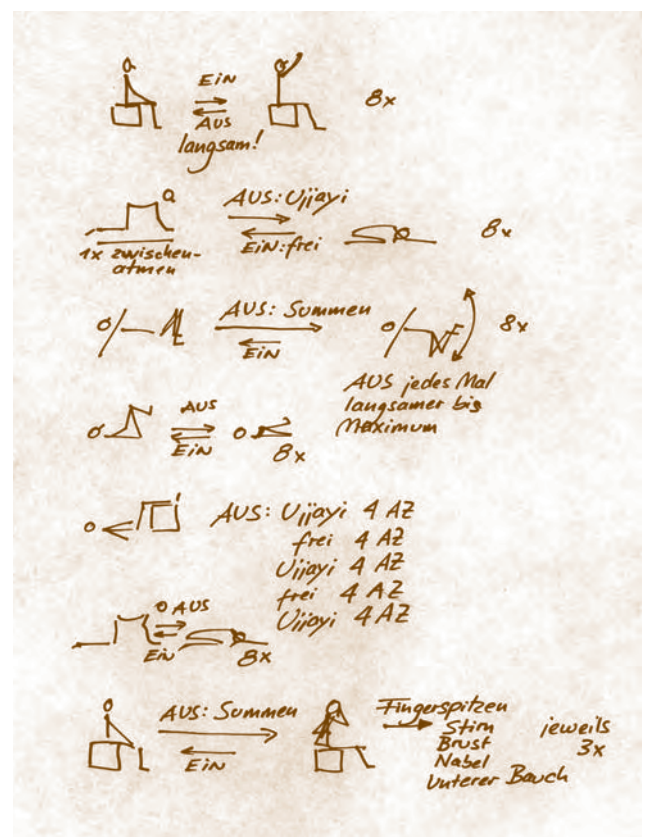 EIN
AUS
langsam!
8x
AUS: Ujjayi
EIN: frei
1x zwischen-
atmen
8x
AUS: Summen
EIN
8x
AUS jedes Mal
langsamer bis
Maximum
AUS
EIN
8x
AUS: Ujjayi 4 AZ
frei 4 AZ
Ujjayi 4 AZ
frei 4 AZ
Ujjayi 4 AZ
AUS
EIN
8x
AUS: Summen
EIN
Fingerspitzen
Stirn
Brust
Nabel
Unterer Bauch
jeweils
3x